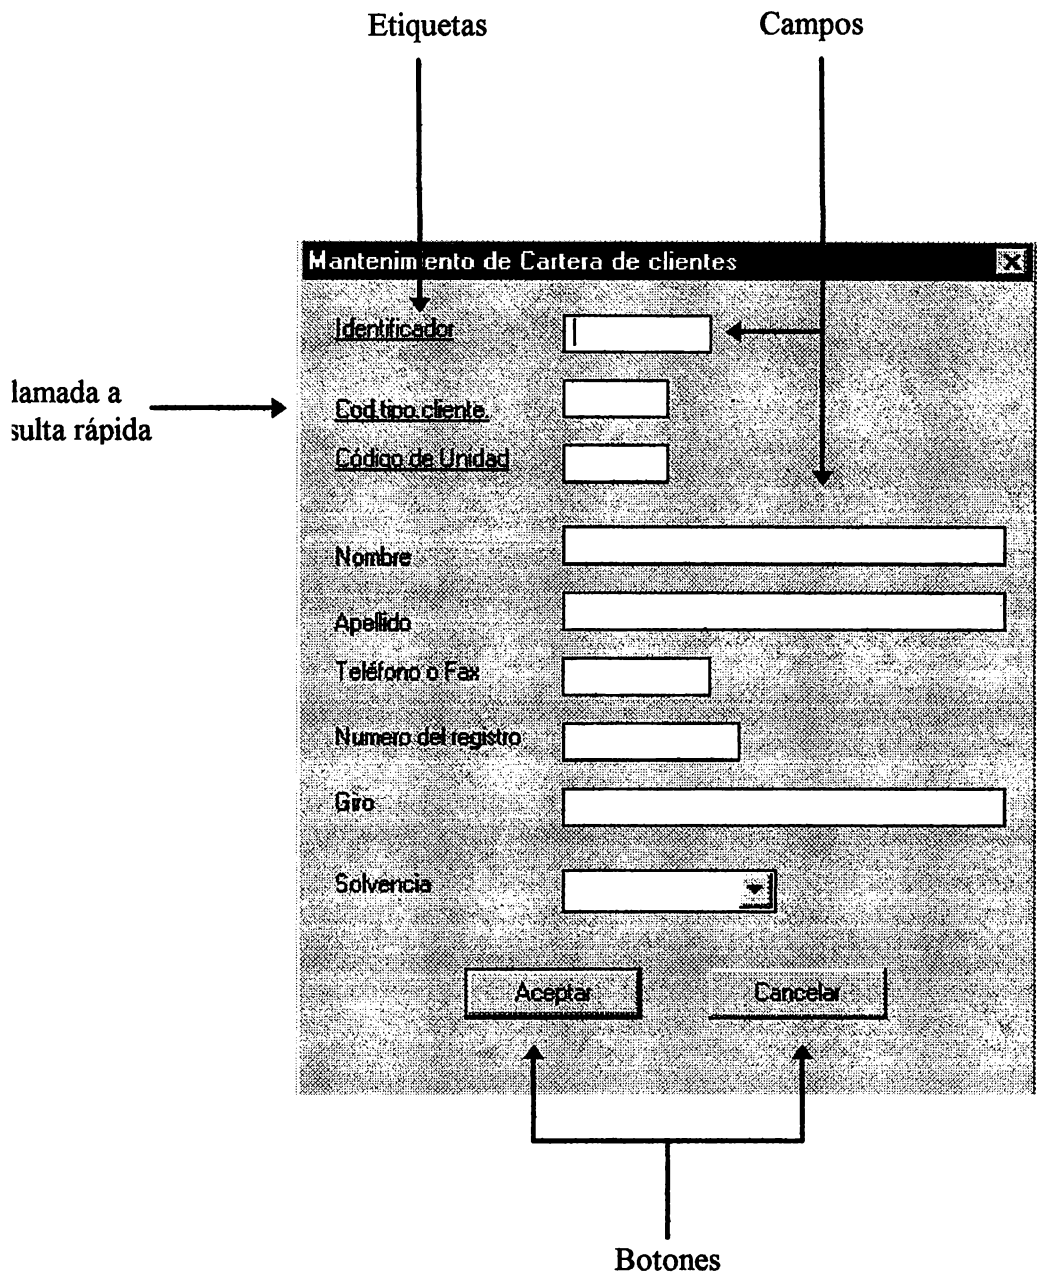 Etiquetas
Campos
Mantenimiento de Cartera de clientes
Identificador
lamada a
sulta rápida
Cod.tipo cliente.
Código de Unidad
Nombre
Apellido
Teléfono o Fax
Numero del registro
Giro
Solvencia
Aceptar
Cancelar
Botones